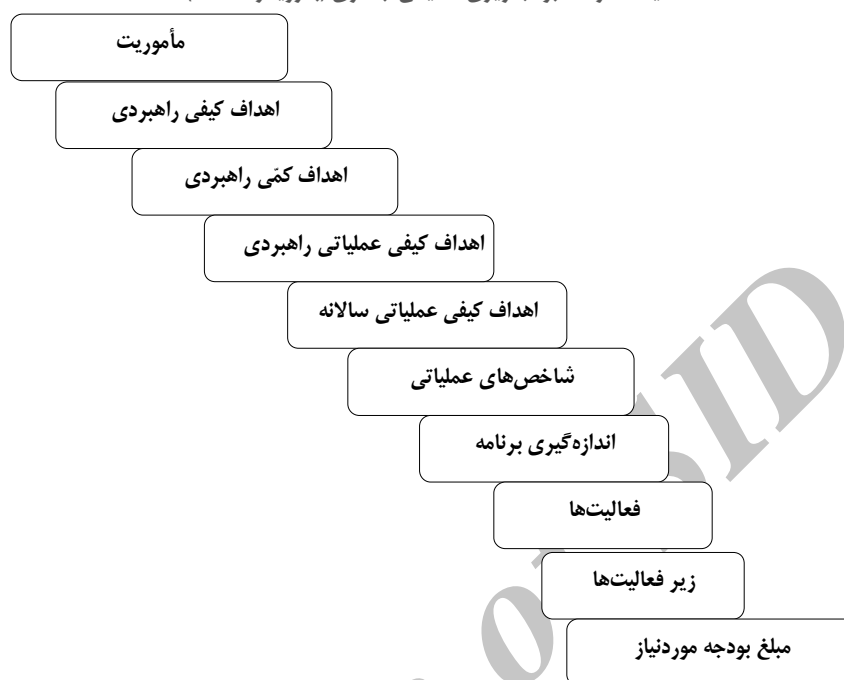 مأموریت
اهداف کیفی راهبردی
اهداف کمّی راهبردی
اهداف کیفی عملیاتی راهبردی
اهداف کیفی عملیاتی سالانه
شاخص‌های عملیاتی
اندازه‌گیری برنامه
فعالیت‌ها
زیر فعالیت‌ها
مبلغ بودجه موردنیاز
SID